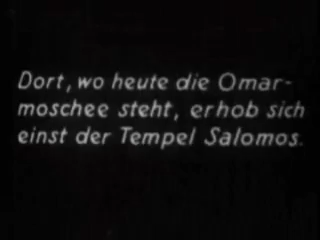 Dort, wo heute die Omar-
moschee steht, erhob sich
einst der Tempel Salomos.